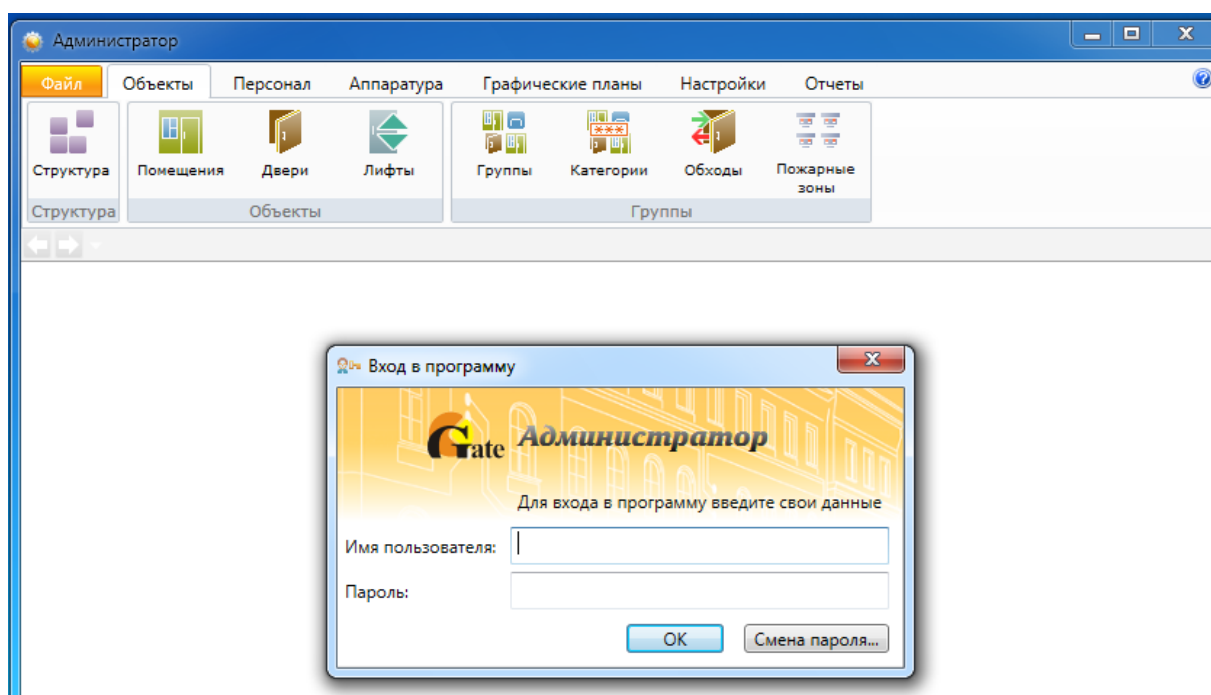 Администратор
Файл Объекты Персонал Аппаратура Графические планы Настройки Отчеты
Структура Помещения Двери Лифты Группы Категории Обходы Пожарные зоны
Структура Объекты Группы
Вход в программу
Gate Администратор
Для входа в программу введите свои данные
Имя пользователя:
Пароль:
OK Смена пароля...